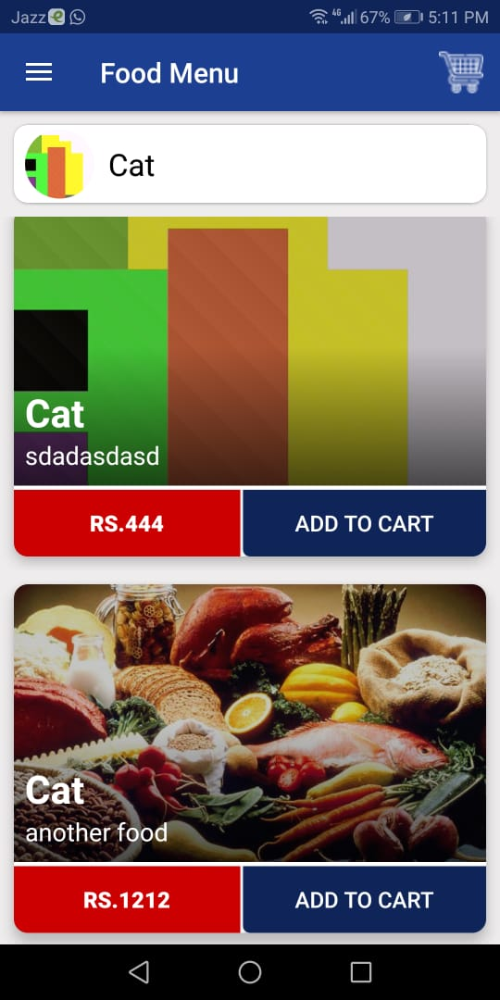 Jazz 4G 67% 5:11 PM
Food Menu
Cat
Cat
sdadasdasd
RS.444 ADD TO CART
Cat
another food
RS.1212 ADD TO CART